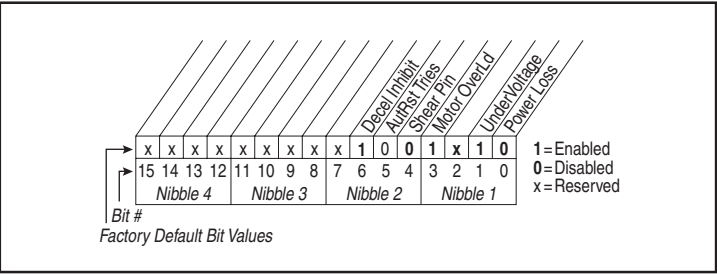 Decel Inhibit
AutRst Tries
Shear Pin
Motor OverLd
UnderVoltage
Power Loss
x x x x x x x x x 1 0 0 1 x 1 0
15 14 13 12 11 10 9 8 7 6 5 4 3 2 1 0
Nibble 4 Nibble 3 Nibble 2 Nibble 1
1=Enabled
0=Disabled
x=Reserved
Bit #
Factory Default Bit Values